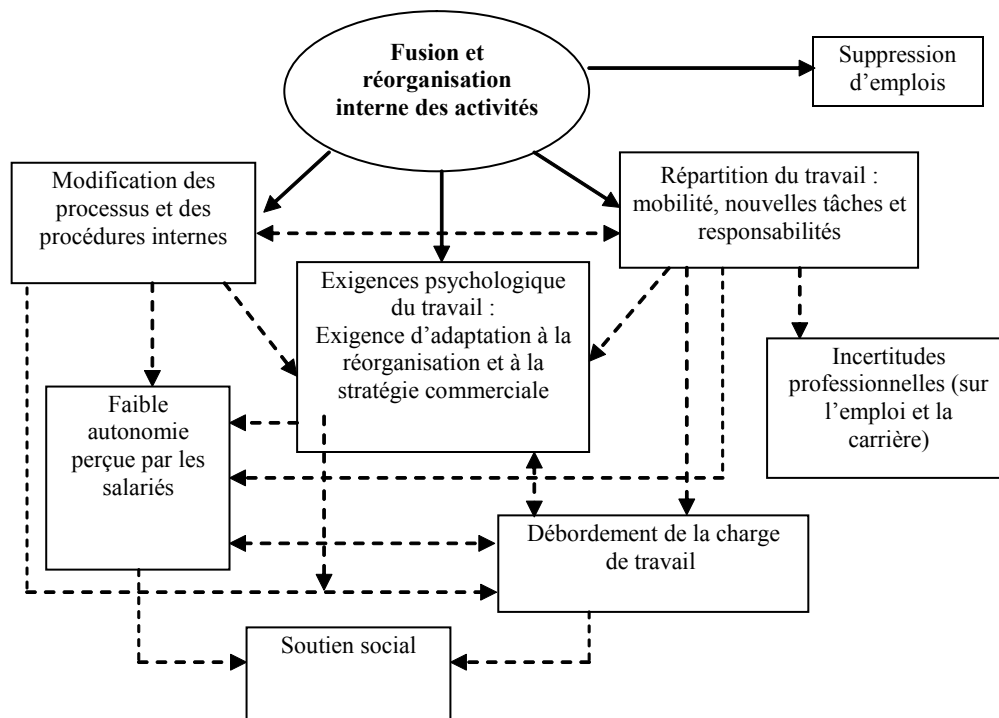 Fusion et
réorganisation
interne des activités
Suppression
d’emplois
Modification des
processus et des
procédures internes
Répartition du travail :
mobilité, nouvelles tâches et
responsabilités
Exigences psychologique
du travail :
Exigence d’adaptation à la
réorganisation et à la
stratégie commerciale
Incertitudes
professionnelles (sur
l’emploi et la
carrière)
Faible
autonomie
perçue par les
salariés
Débordement de la charge
de travail
Soutien social